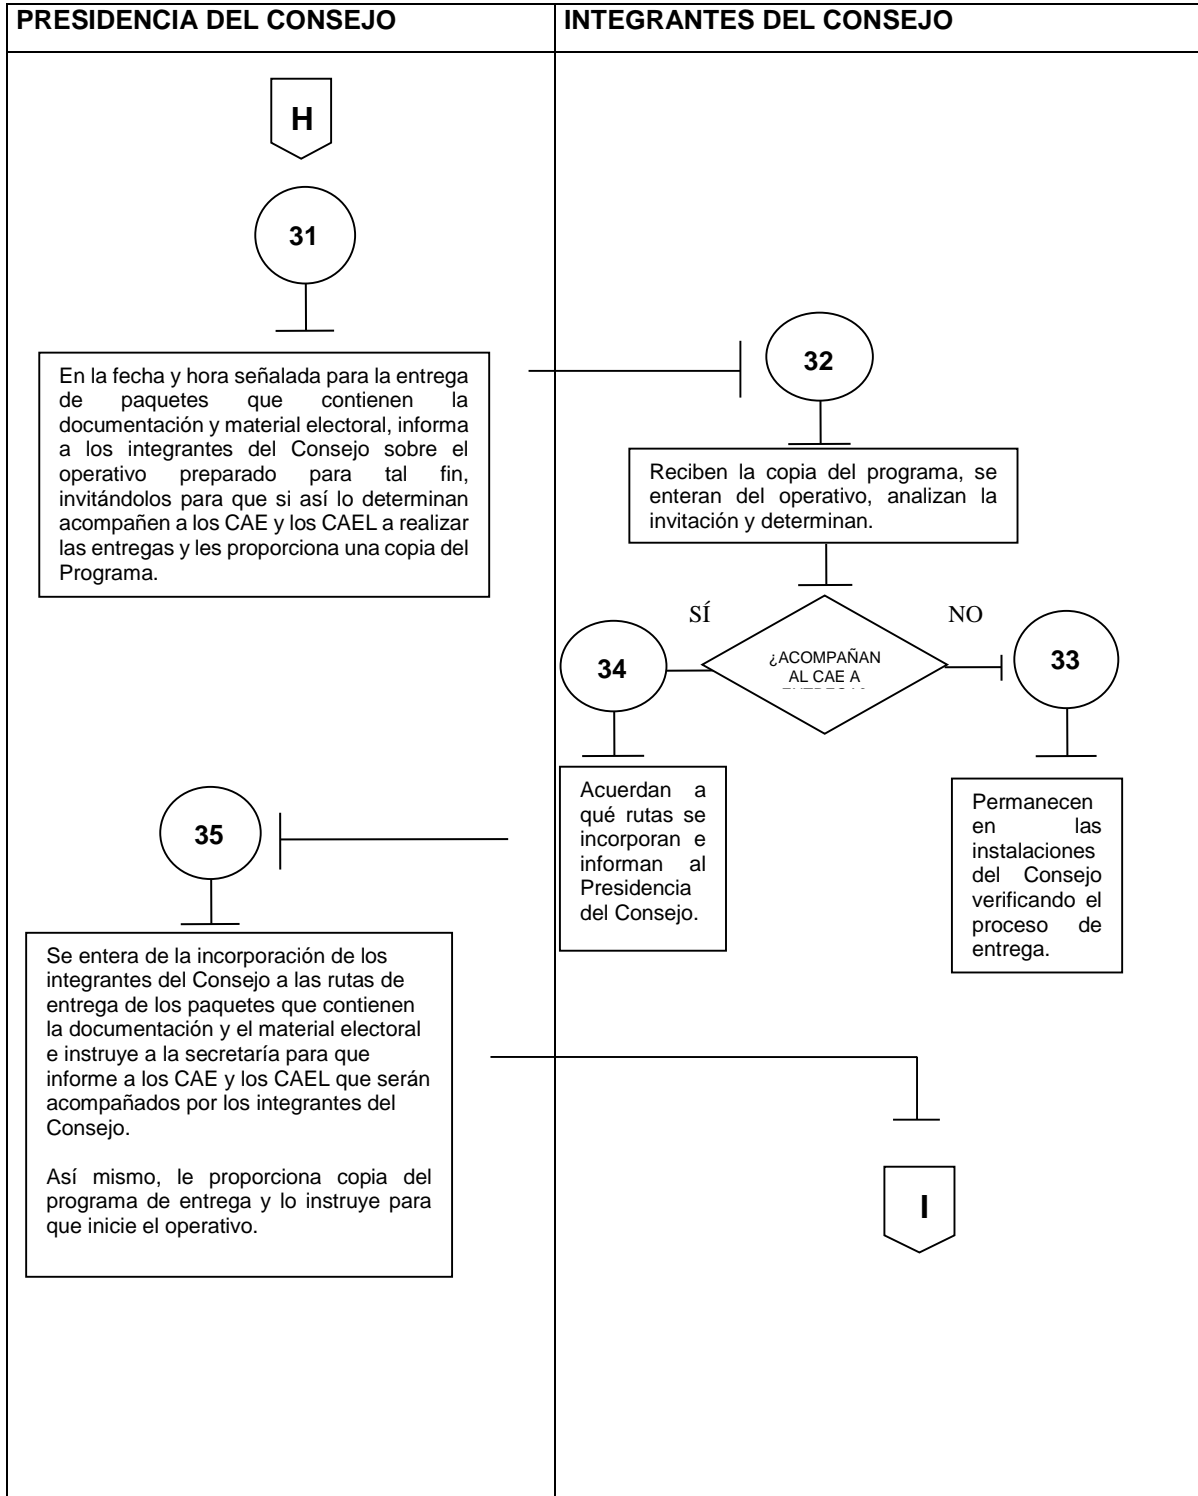 PRESIDENCIA DEL CONSEJO
INTEGRANTES DEL CONSEJO
H
31
En la fecha y hora señalada para la entrega
de paquetes que contienen la
documentación y material electoral, informa
a los integrantes del Consejo sobre el
operativo preparado para tal fin,
invitándolos para que si así lo determinan
acompañen a los CAE y los CAEL a realizar
las entregas y les proporciona una copia del
Programa.
32
Reciben la copia del programa, se
enteran del operativo, analizan la
invitación y determinan.
SÍ
NO
¿ACOMPAÑAN
AL CAE A
34
33
Acuerdan a
qué rutas se
incorporan e
informan al
Presidencia
del Consejo.
Permanecen
en las
instalaciones
del Consejo
verificando el
proceso de
entrega.
35
Se entera de la incorporación de los
integrantes del Consejo a las rutas de
entrega de los paquetes que contienen
la documentación y el material electoral
e instruye a la secretaría para que
informe a los CAE y los CAEL que serán
acompañados por los integrantes del
Consejo.
Así mismo, le proporciona copia del
programa de entrega y lo instruye para
que inicie el operativo.
I